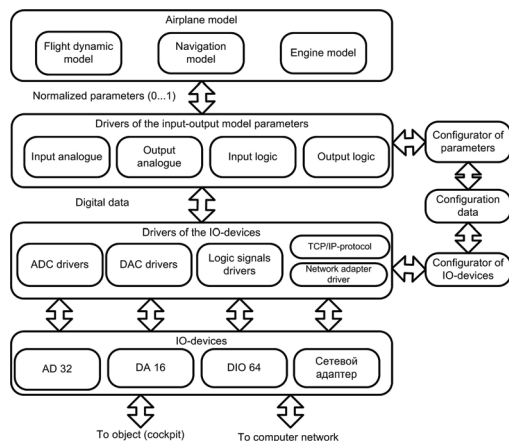 Airplane model
Flight dynamic
model
Navigation
model
Engine model
Normalized parameters (0...1)
Drivers of the input-output model parameters
Input analogue
Output
analogue
Input logic
Output logic
Configurator of
parameters
Digital data
Configuration
data
Drivers of the IO-devices
ADC drivers
DAC drivers
Logic signals
drivers
TCP/IP-protocol
Network adapter
driver
Configurator of
IO-devices
IO-devices
AD 32
DA 16
DIO 64
Сетевой
адаптер
To object (cockpit)
To computer network